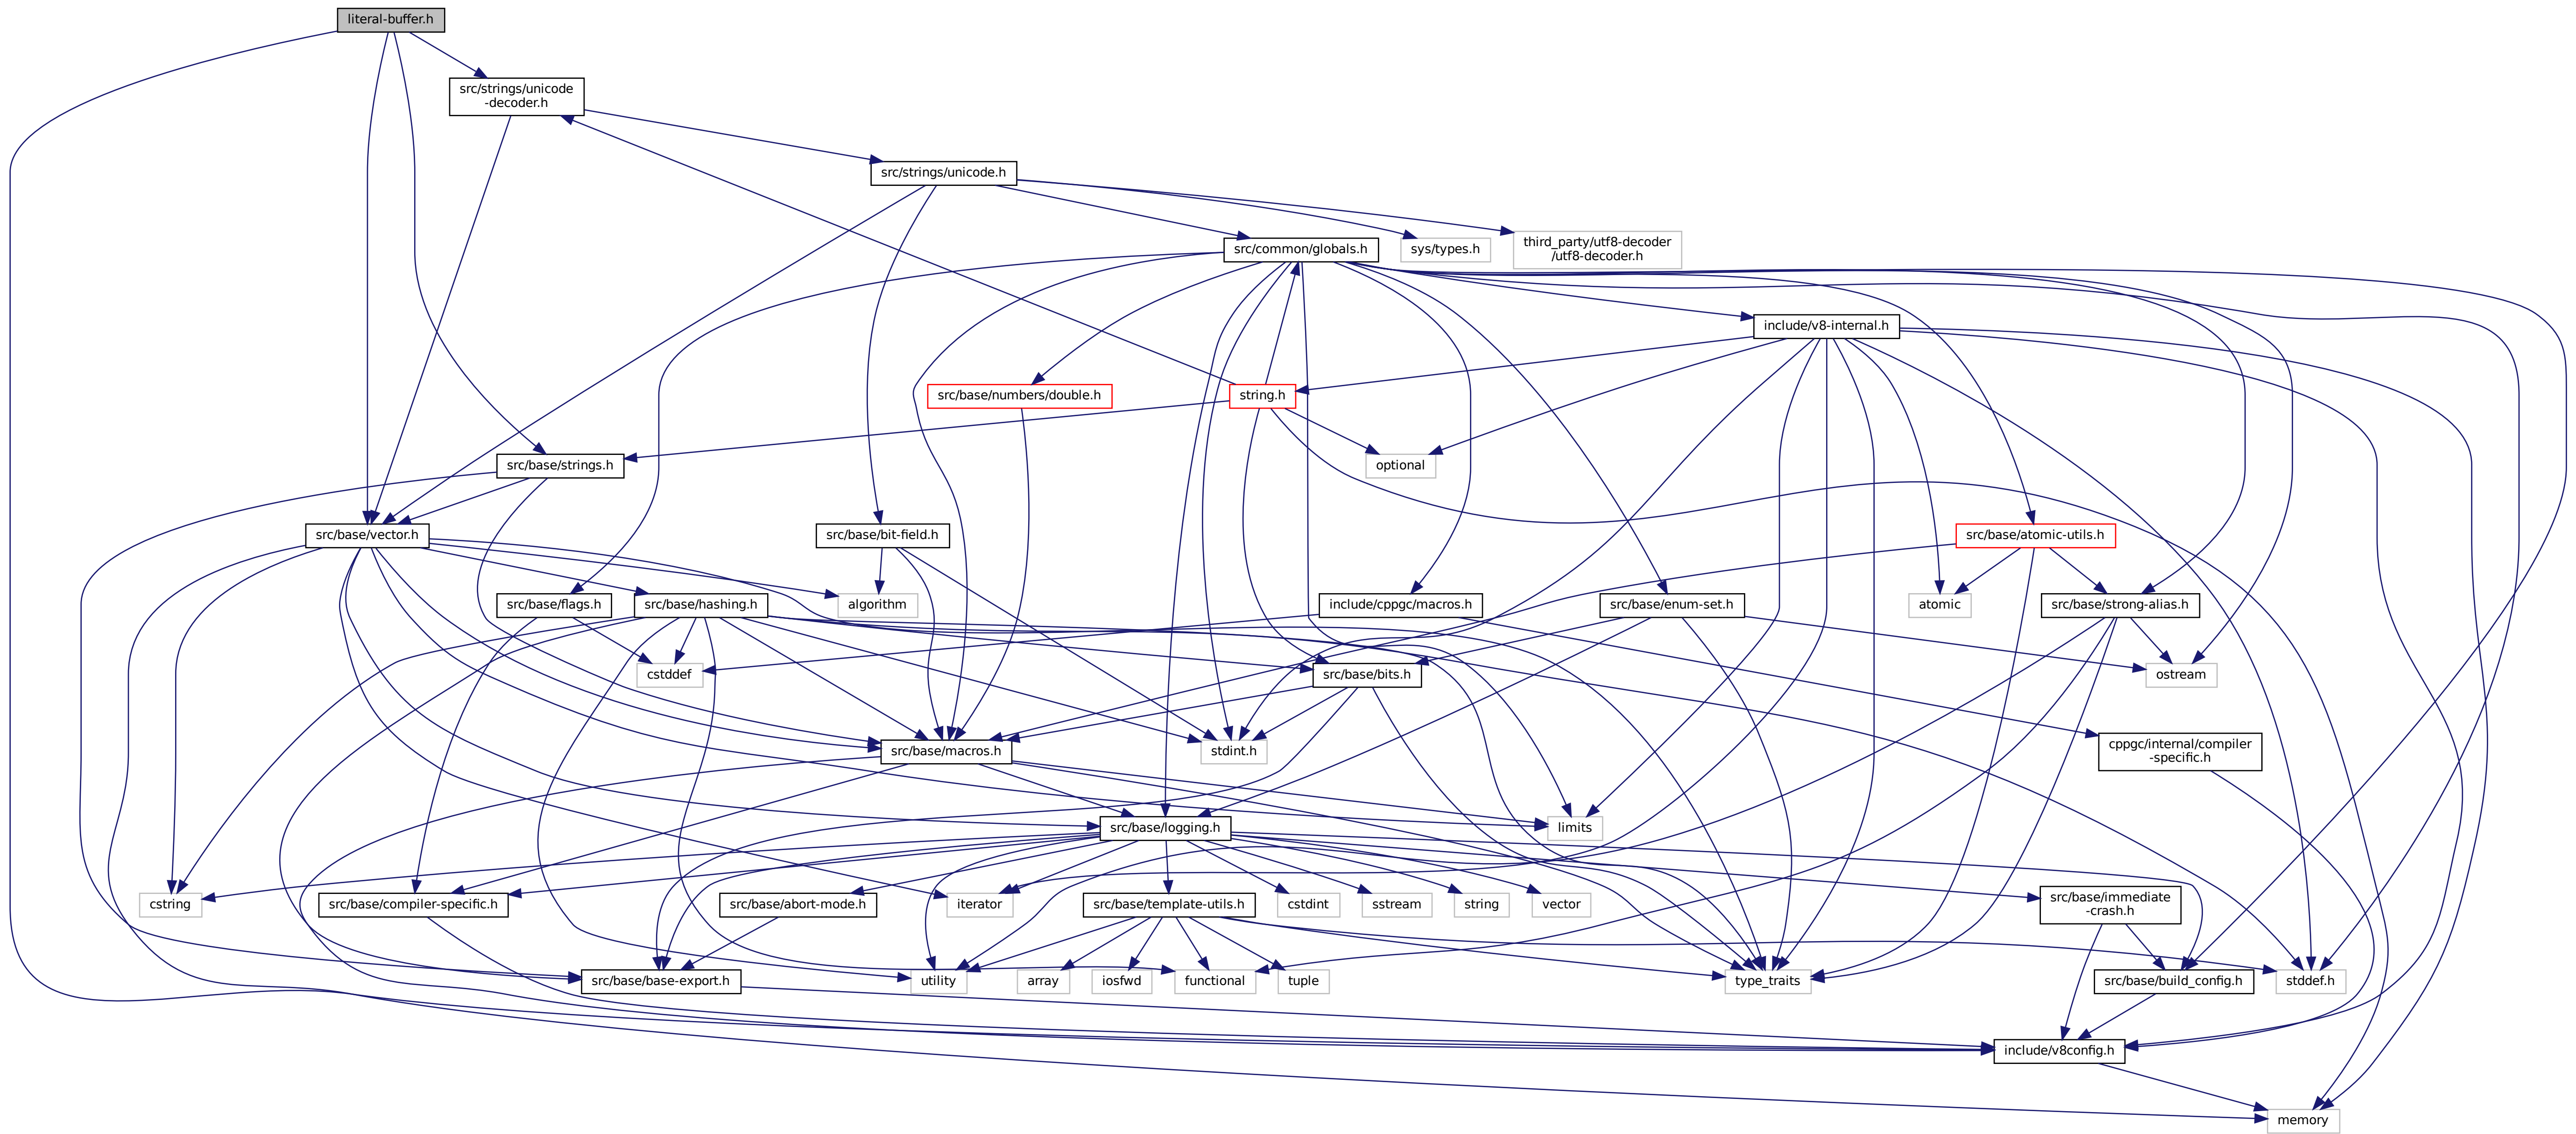 literal-buffer.h
src/strings/unicode
-decoder.h
src/strings/unicode.h
src/common/globals.h
sys/types.h
third_party/utf8-decoder
/utf8-decoder.h
include/v8-internal.h
src/base/numbers/double.h
string.h
src/base/strings.h
optional
src/base/vector.h
src/base/bit-field.h
src/base/atomic-utils.h
src/base/flags.h
src/base/hashing.h
algorithm
include/cppgc/macros.h
src/base/enum-set.h
atomic
src/base/strong-alias.h
cstddef
src/base/bits.h
ostream
src/base/macros.h
stdint.h
cppgc/internal/compiler
-specific.h
src/base/logging.h
limits
cstring
src/base/compiler-specific.h
src/base/abort-mode.h
iterator
src/base/template-utils.h
cstdint
sstream
string
vector
src/base/immediate
-crash.h
src/base/base-export.h
utility
array
iosfwd
functional
tuple
type_traits
src/base/build_config.h
stddef.h
include/v8config.h
memory